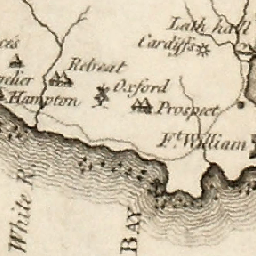 Lath hall
Cardiffs
Retreat
Oxford
Hampton
Prospect
Ft. William
White R.
BAY